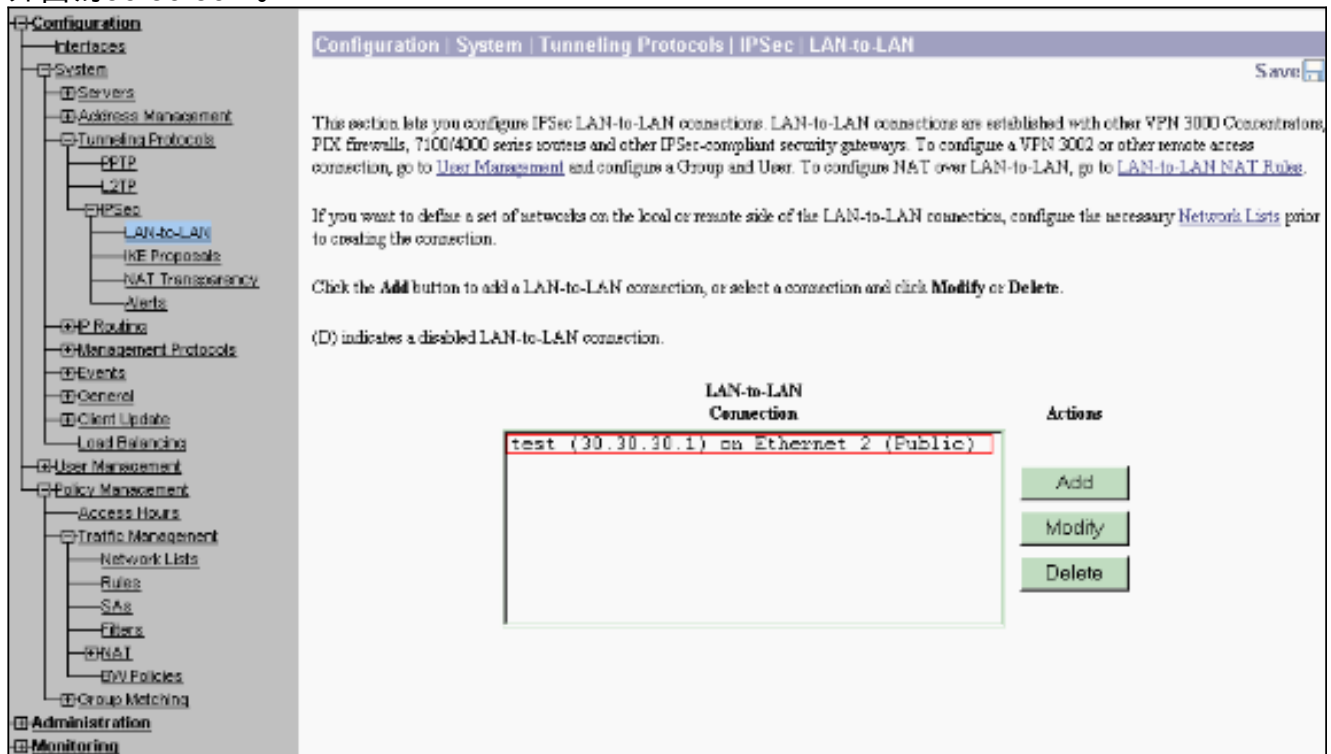 Configuration
Interfaces
System
Servers
Address Management
Tunneling Protocols
PPTP
L2TP
IPSec
LAN-to-LAN
IKE Proposals
NAT Transparency
Alerts
IP Routing
Management Protocols
Events
General
Client Update
Load Balancing
User Management
Policy Management
Access Hours
Traffic Management
Network Lists
Rules
SAs
Filters
NAT
BW Policies
Group Matching
Administration
Monitoring
Configuration | System | Tunneling Protocols | IPSec | LAN-to-LAN
Save
This section lets you configure IPSec LAN-to-LAN connections. LAN-to-LAN connections are established with other VPN 3000 Concentrators,
PIX firewalls, 7100/4000 series routers and other IPSec-compliant security gateways. To configure a VPN 3002 or other remote access
connection, go to User Management and configure a Group and User. To configure NAT over LAN-to-LAN, go to LAN-to-LAN NAT Rules.
If you want to define a set of networks on the local or remote side of the LAN-to-LAN connection, configure the necessary Network Lists prior
to creating the connection.
Click the Add button to add a LAN-to-LAN connection, or select a connection and click Modify or Delete.
(D) indicates a disabled LAN-to-LAN connection.
LAN-to-LAN
Connection
Actions
test (30.30.30.1) on Ethernet 2 (Public)
Add
Modify
Delete